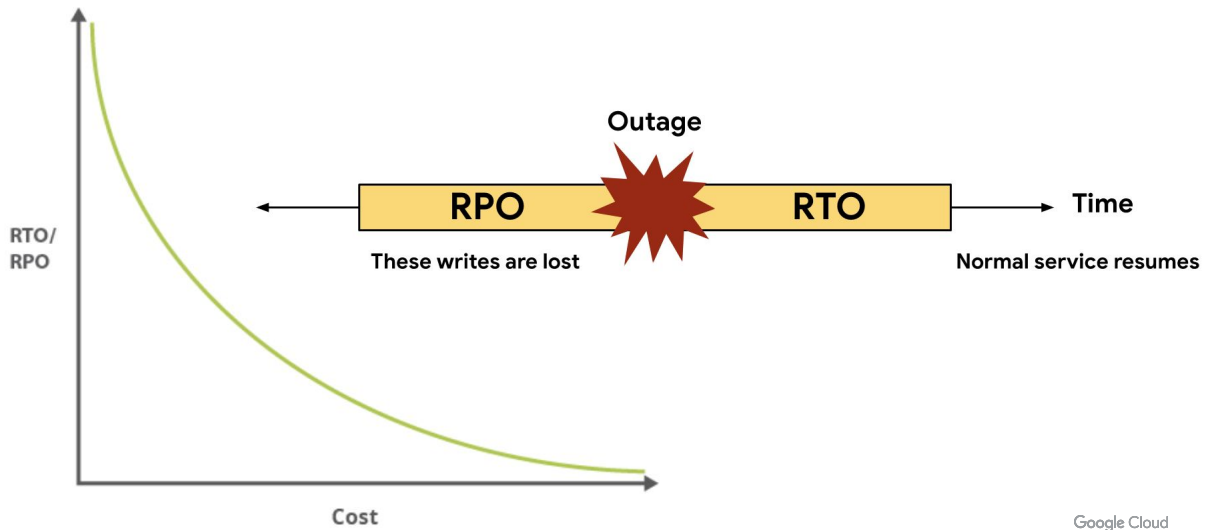 Outage
RPO
RTO
Time
These writes are lost
Normal service resumes
RTO/
RPO
Cost
Google Cloud